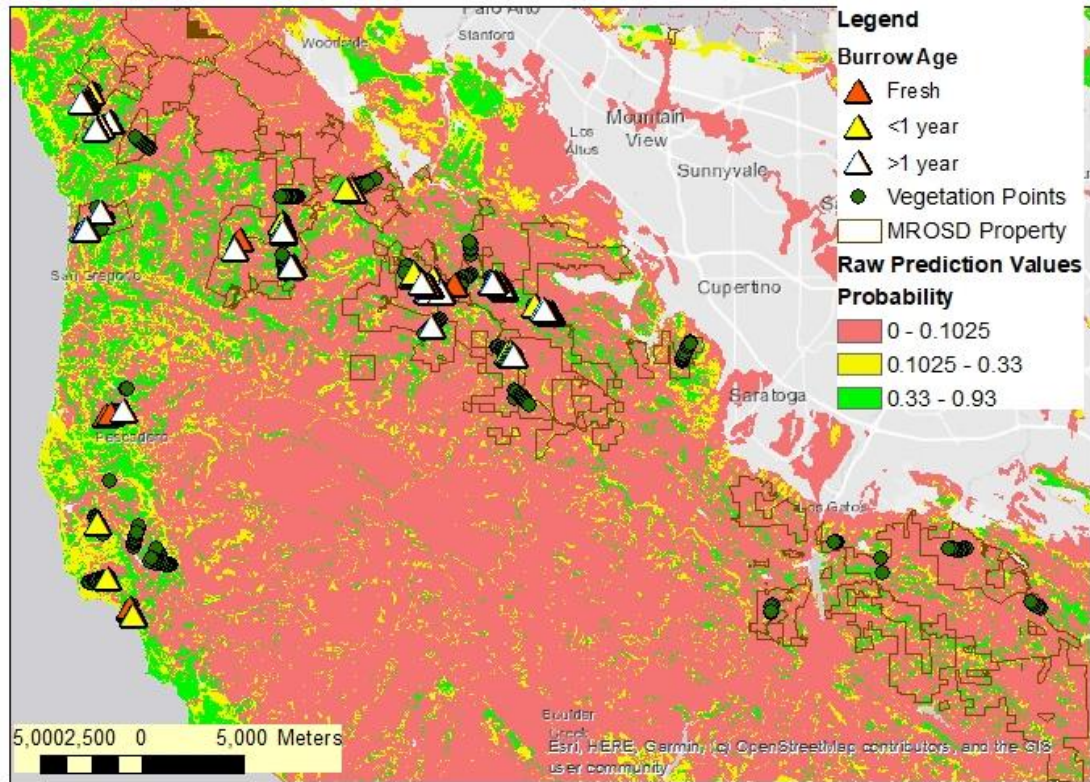 Palo Alto
Stanford
Woodside
Los
Altos
Mountain
View
Sunnyvale
Cupertino
San Gregorio
Saratoga
Pescadero
Los Gatos
Boulder
Legend
Burrow Age
Fresh
<1 year
>1 year
Vegetation Points
MROSD Property
Raw Prediction Values
Probability
0 - 0.1025
0.1025 - 0.33
0.33 - 0.93
5,0002,500 0 5,000 Meters
Esri, HERE, Garmin, (c) OpenStreetMap contributors, and the GIS
user community